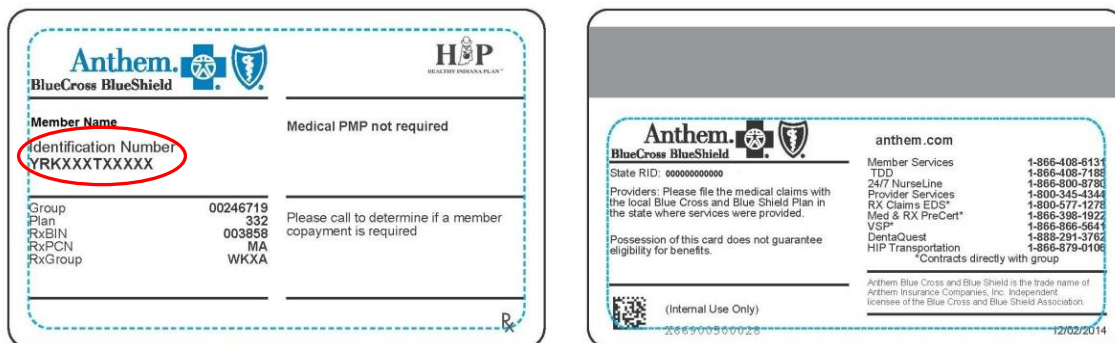 Anthem.
BlueCross BlueShield
HIP
HEALTHY INDIANA PLAN
Member Name
Identification Number
YRKXXXTXXXXX
Medical PMP not required
Group 00246719
Plan 332
RxBIN 003858
RxPCN MA
RxGroup WKXA
Please call to determine if a member
copayment is required
Rx
Anthem.
BlueCross BlueShield
State RID: 000000000000
Providers: Please file the medical claims with
the local Blue Cross and Blue Shield Plan in
the state where services were provided.
Possession of this card does not guarantee
eligibility for benefits.
(Internal Use Only)
X66900500028
anthem.com
Member Services 1-866-408-6131
TDD 1-866-408-7188
24/7 NurseLine 1-866-800-8780
Provider Services 1-800-345-4344
RX Claims EDS* 1-800-577-1278
Med & RX PreCert* 1-866-398-1922
VSP* 1-866-866-5641
DentaQuest 1-888-291-3762
HIP Transportation 1-866-879-0106
*Contracts directly with group
Anthem Blue Cross and Blue Shield is the trade name of
Anthem Insurance Companies, Inc. Independent
licensee of the Blue Cross and Blue Shield Association
12/02/2014